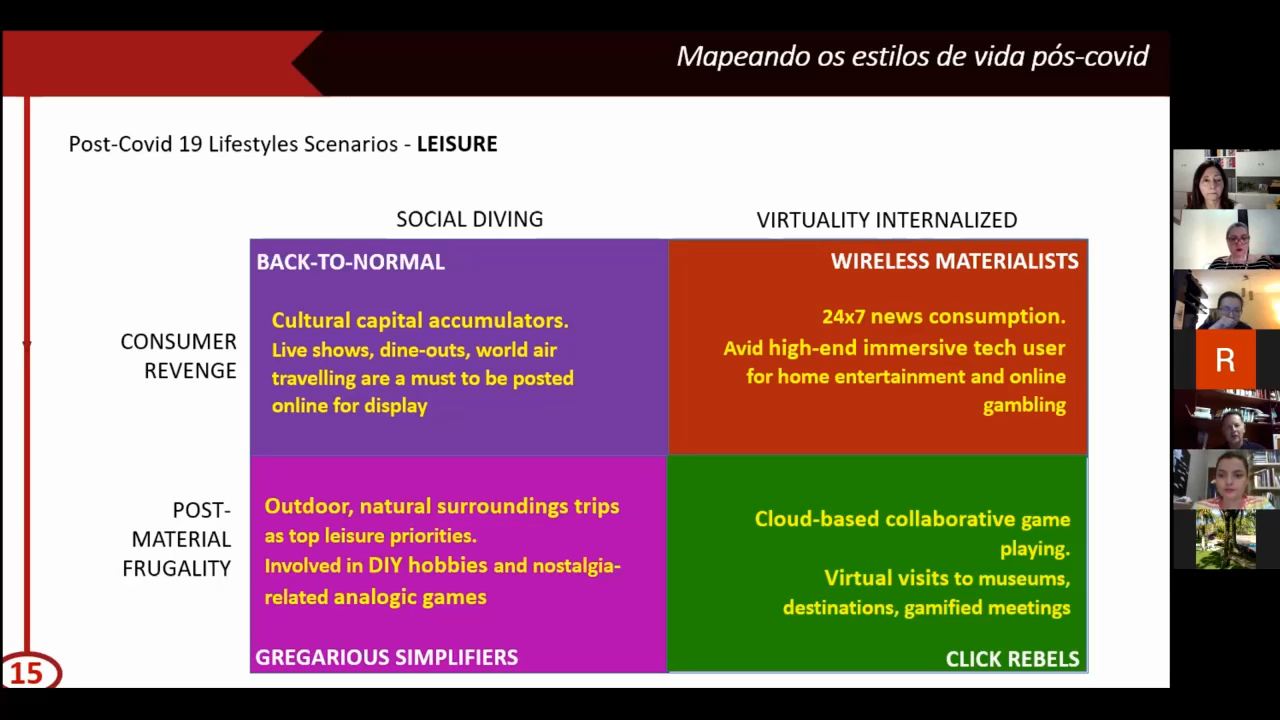 Mapeando os estilos de vida pós-covid
Post-Covid 19 Lifestyles Scenarios - LEISURE
SOCIAL DIVING
VIRTUALITY INTERNALIZED
CONSUMER
REVENGE
BACK-TO-NORMAL
Cultural capital accumulators.
Live shows, dine-outs, world air
travelling are a must to be posted
online for display
WIRELESS MATERIALISTS
24x7 news consumption.
Avid high-end immersive tech user
for home entertainment and online
gambling
POST-
MATERIAL
FRUGALITY
Outdoor, natural surroundings trips
as top leisure priorities.
Involved in DIY hobbies and nostalgia-
related analogic games
GREGARIOUS SIMPLIFIERS
Cloud-based collaborative game
playing.
Virtual visits to museums,
destinations, gamified meetings
CLICK REBELS
15
R